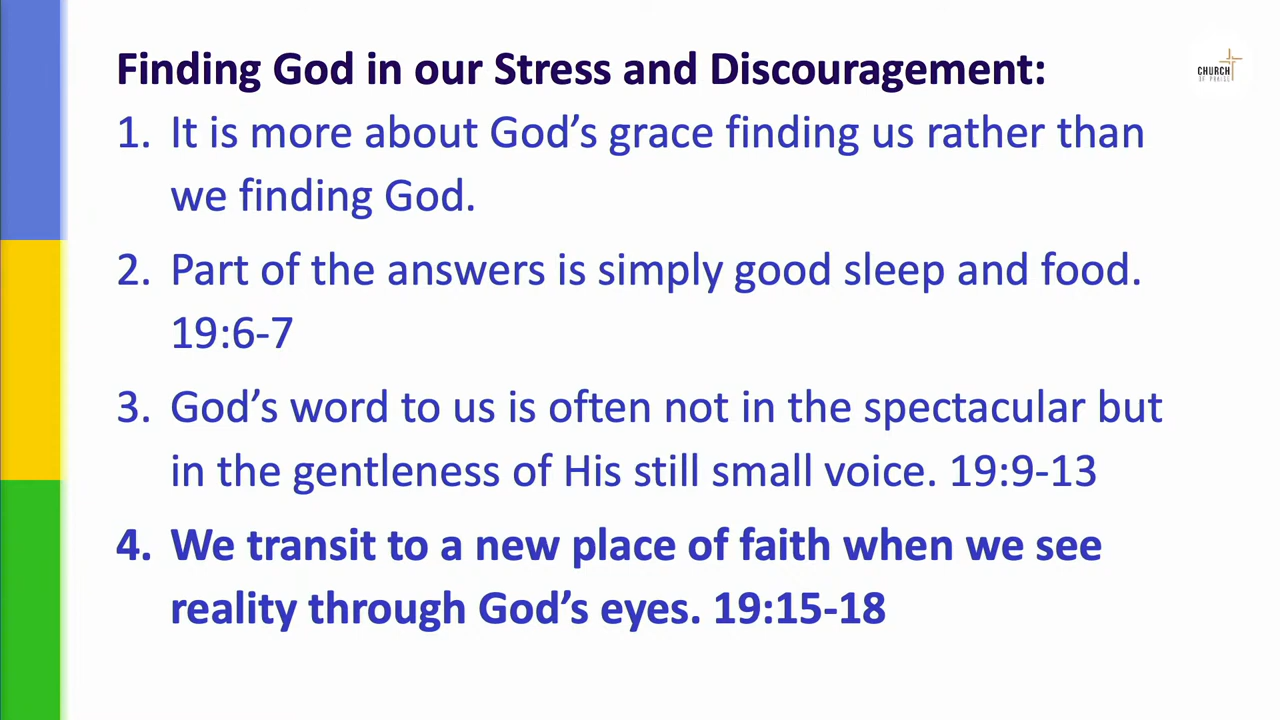 Finding God in our Stress and Discouragement:
CHURCH
OF PRAISE
1. It is more about God’s grace finding us rather than
we finding God.
2. Part of the answers is simply good sleep and food.
19:6-7
3. God’s word to us is often not in the spectacular but
in the gentleness of His still small voice. 19:9-13
4. We transit to a new place of faith when we see
reality through God’s eyes. 19:15-18